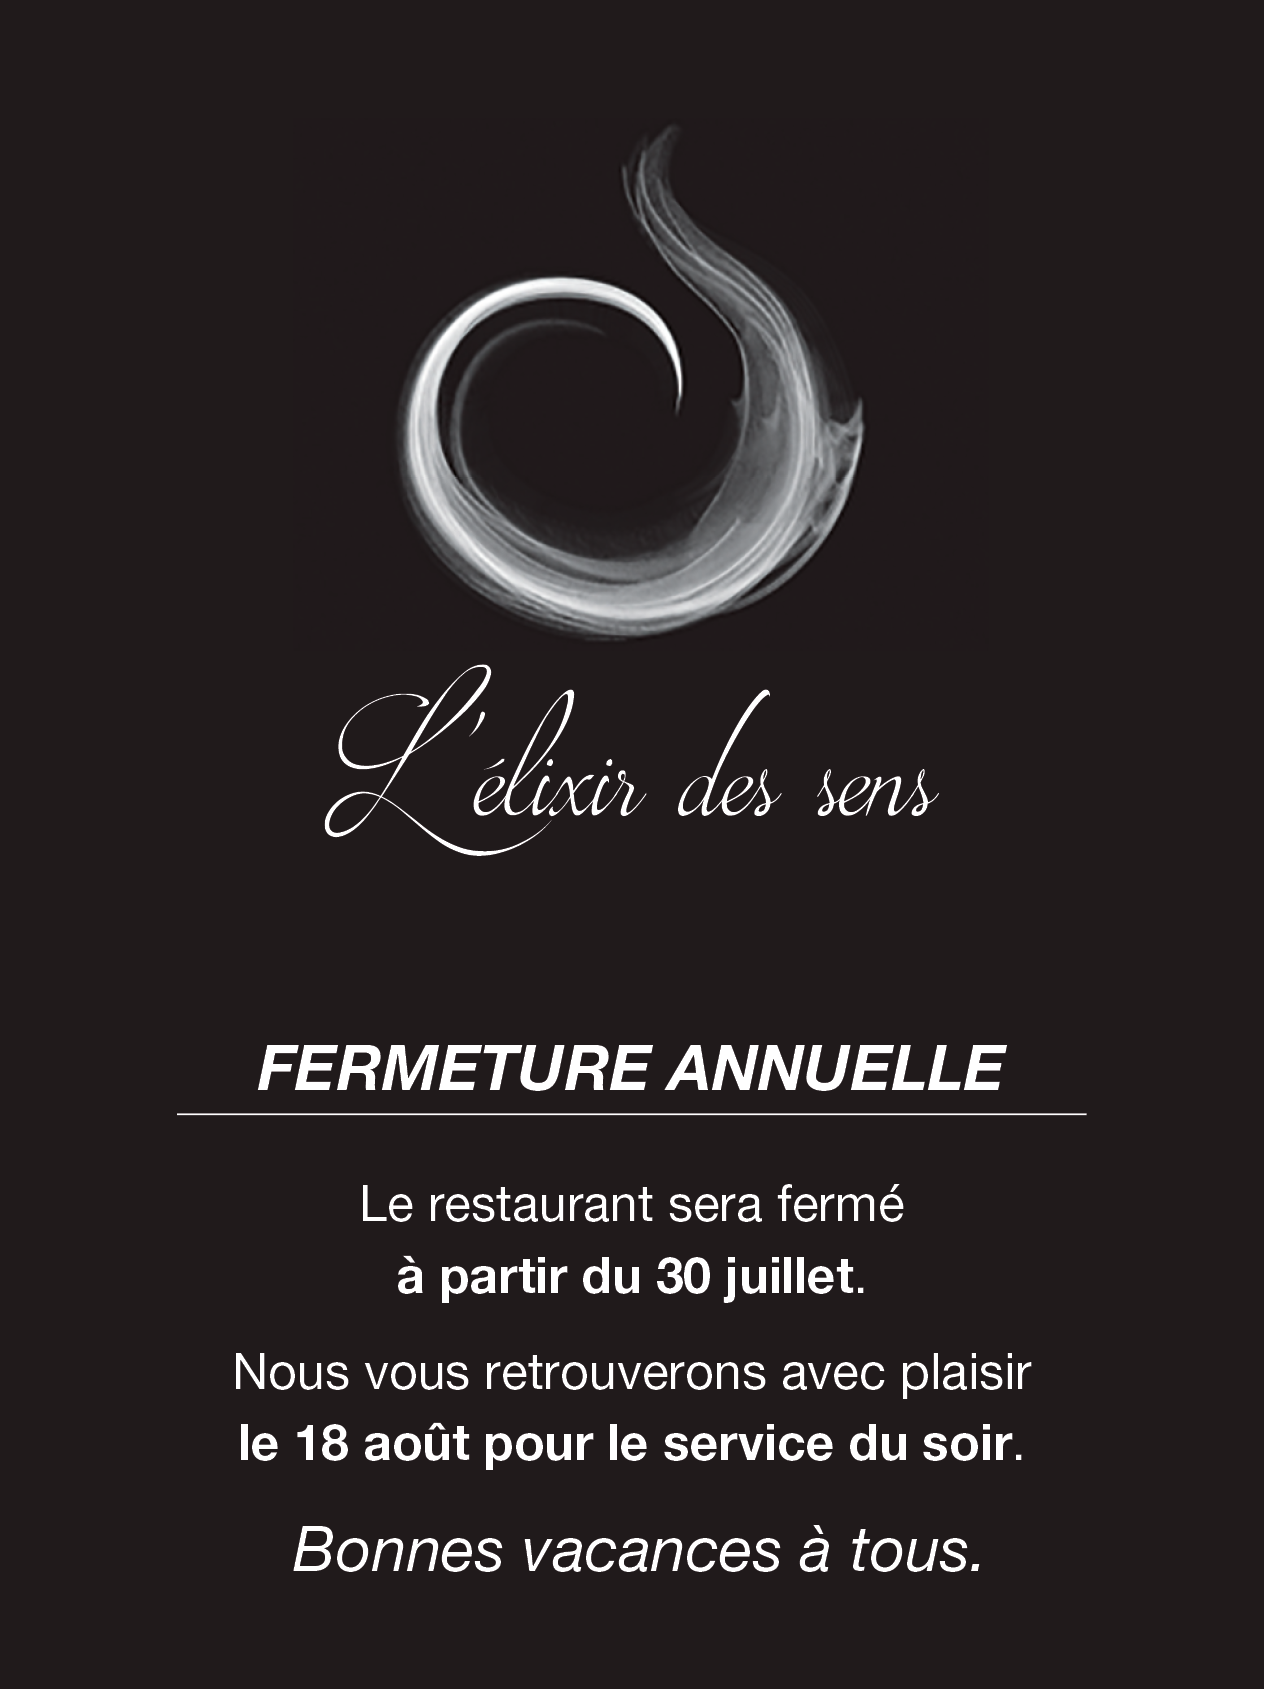 L'élixir des sens
FERMETURE ANNUELLE
Le restaurant sera fermé
à partir du 30 juillet.
Nous vous retrouverons avec plaisir
le 18 août pour le service du soir.
Bonnes vacances à tous.